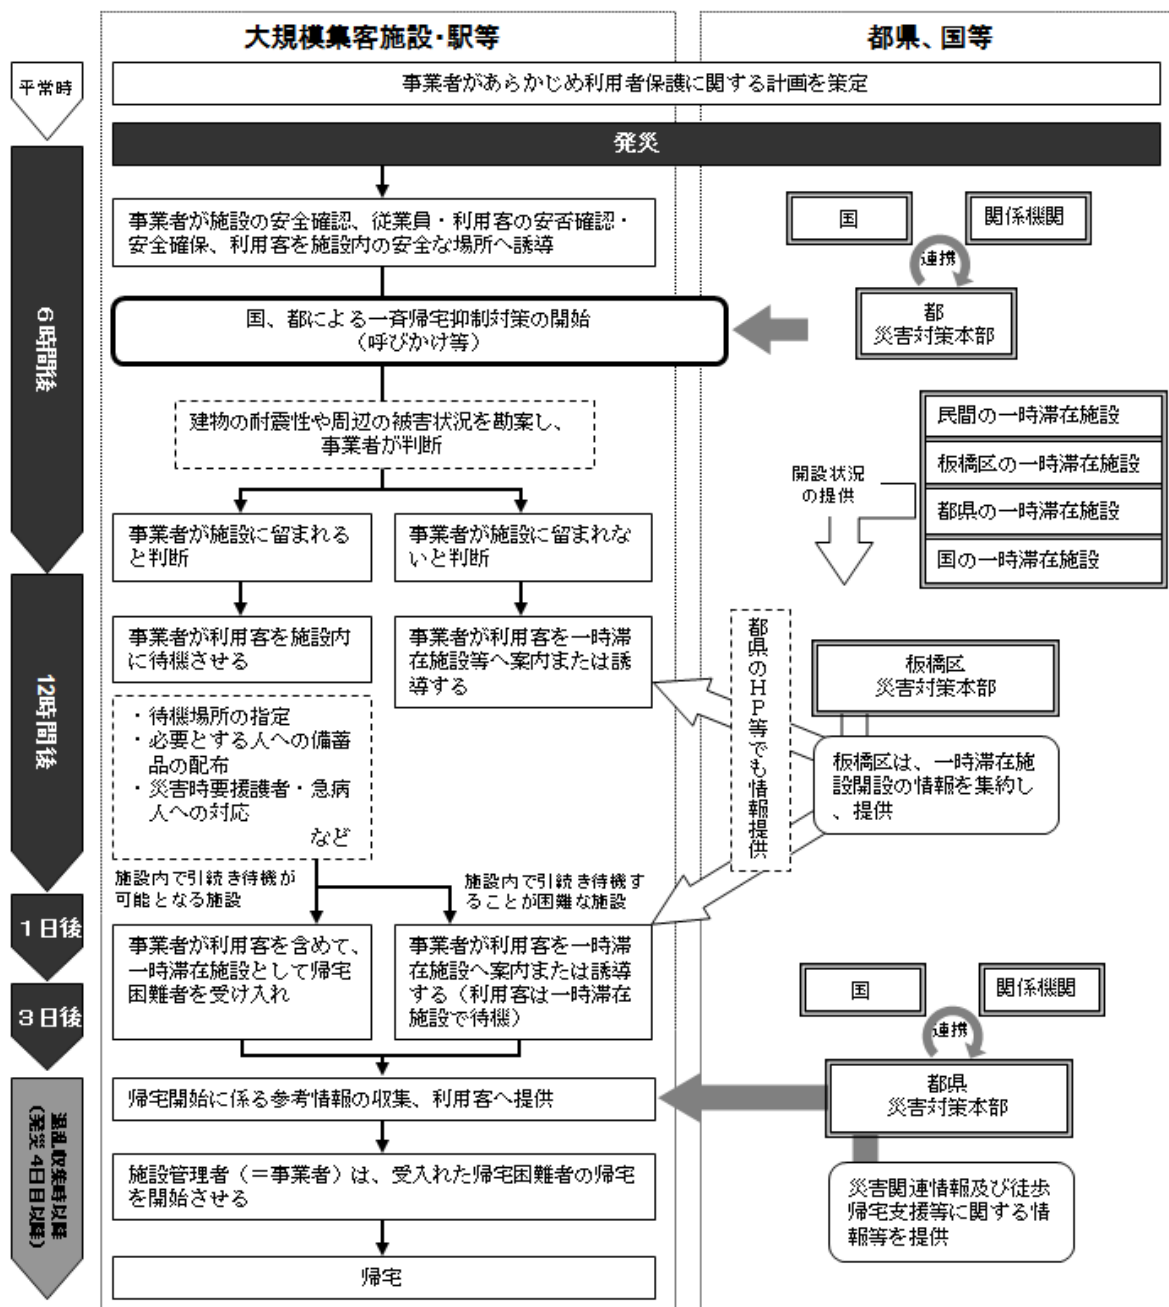 大規模集客施設・駅等
都県、国等
平常時
事業者があらかじめ利用者保護に関する計画を策定
発災
6時間後
事業者が施設の安全確認、従業員・利用客の安否確認・
安全確保、利用客を施設内の安全な場所へ誘導
国
関係機関
連携
都
災害対策本部
国、都による一斉帰宅抑制対策の開始
（呼びかけ等）
建物の耐震性や周辺の被害状況を勘案し、
事業者が判断
民間の一時滞在施設
板橋区の一時滞在施設
都県の一時滞在施設
国の一時滞在施設
開設状況
の提供
事業者が施設に留まれる
と判断
事業者が施設に留まれな
いと判断
12時間後
事業者が利用客を施設内
に待機させる
事業者が利用客を一時滞
在施設等へ案内または誘
導する
都県のHP等でも情報提供
板橋区
災害対策本部
板橋区は、一時滞在施
設開設の情報を集約し
、提供
・待機場所の指定
・必要とする人への備蓄
品の配布
・災害時要援護者・急病
人への対応
など
施設内で引続き待機が
可能となる施設
施設内で引続き待機す
ることが困難な施設
1日後
事業者が利用客を含めて、
一時滞在施設として帰宅
困難者を受け入れ
事業者が利用客を一時滞
在施設へ案内または誘導
する（利用客は一時滞在
施設で待機）
3日後
国
関係機関
連携
都県
災害対策本部
混乱収集時以降
（発災4日目以降）
帰宅開始に係る参考情報の収集、利用客へ提供
施設管理者（＝事業者）は、受入れた帰宅困難者の帰宅
を開始させる
災害関連情報及び徒歩
帰宅支援等に関する情
報等を提供
帰宅